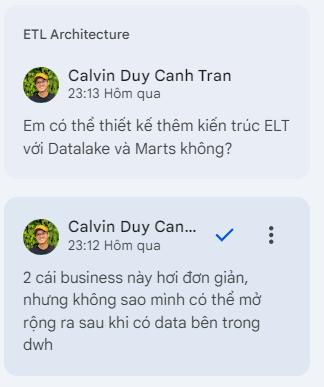 ETL Architecture
Calvin Duy Canh Tran
23:13 Hôm qua
Em có thể thiết kế thêm kiến trúc ELT
với Datalake và Marts không?
Calvin Duy Can...
23:12 Hôm qua
2 cái business này hơi đơn giản,
nhưng không sao mình có thể mở
rộng ra sau khi có data bên trong
dwh